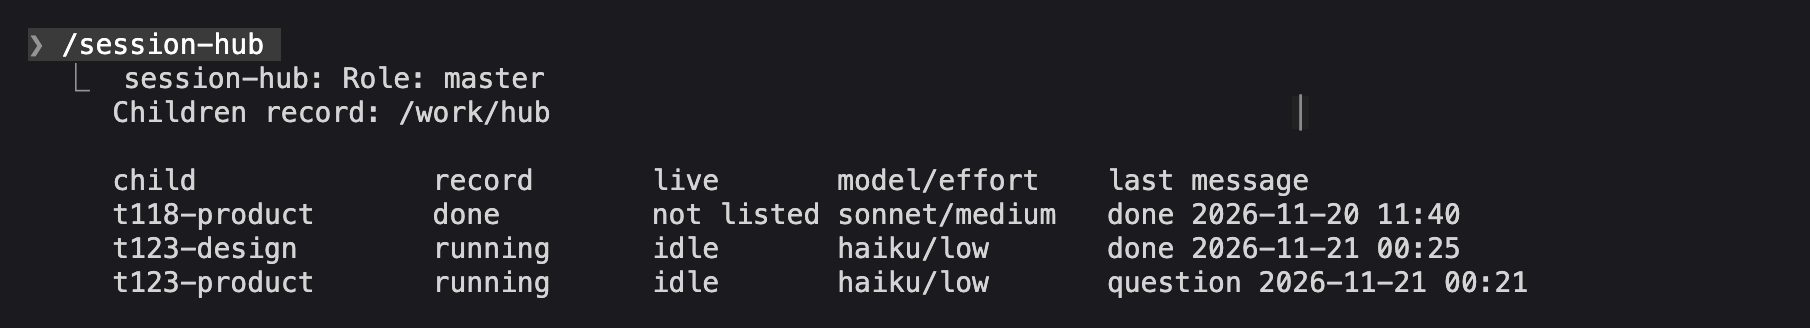 ❯ /session-hub
⎿ session-hub: Role: master
Children record: /work/hub
child record live model/effort last message
t118-product done not listed sonnet/medium done 2026-11-20 11:40
t123-design running idle haiku/low done 2026-11-21 00:25
t123-product running idle haiku/low question 2026-11-21 00:21